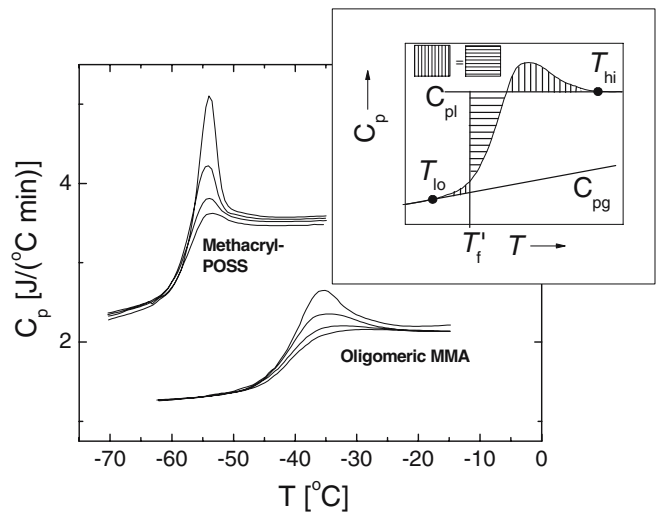 C_p [J/(°C min)]
4
2
-70 -60 -50 -40 -30 -20 -10 0
T [°C]
Methacryl-
POSS
Oligomeric MMA
=
T_hi
C_p
C_pl
T_lo
C_pg
T_f' T